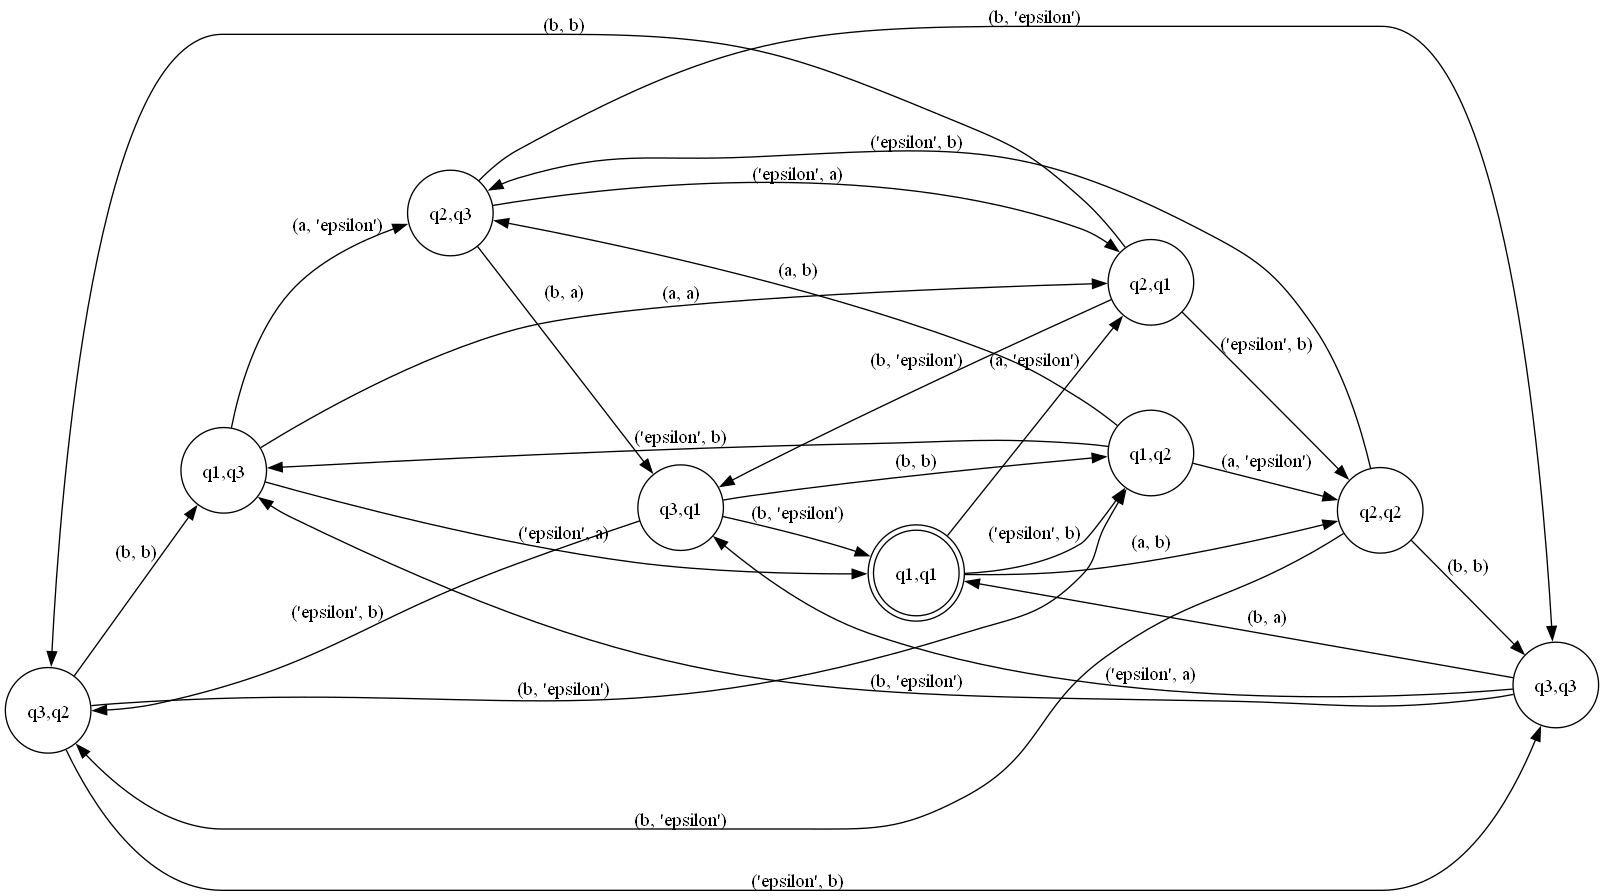 (b, 'epsilon')
(b, b)
('epsilon', b)
('epsilon', a)
q2,q3
(a, 'epsilon')
(a, b)
q2,q1
(b, a)
(a, a)
('epsilon', b)
(b, 'epsilon')
(a, 'epsilon')
('epsilon', b)
q1,q2
(b, b)
(a, 'epsilon')
q1,q3
q3,q1
(b, 'epsilon')
q2,q2
('epsilon', a)
('epsilon', b)
(a, b)
(b, b)
q1,q1
(b, b)
('epsilon', b)
(b, a)
('epsilon', a)
(b, 'epsilon')
(b, 'epsilon')
q3,q3
q3,q2
(b, 'epsilon')
('epsilon', b)